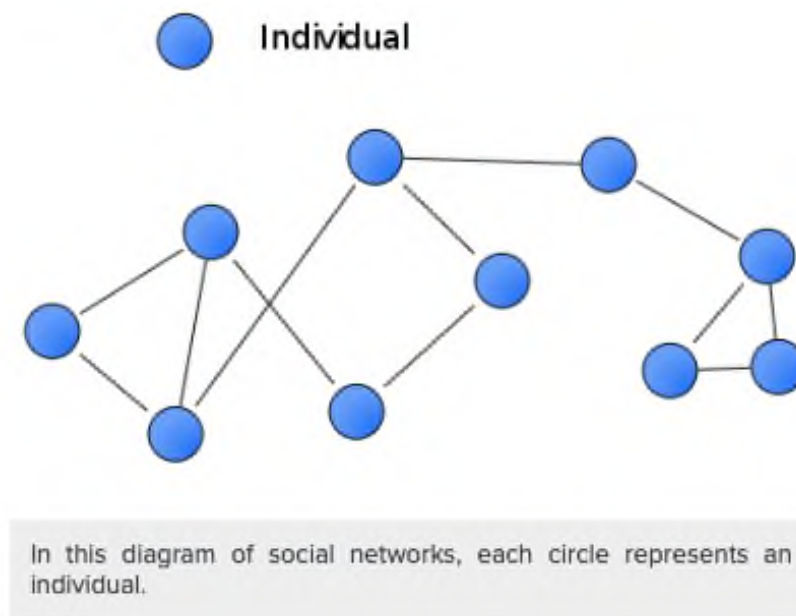 Individual
In this diagram of social networks, each circle represents an
individual.